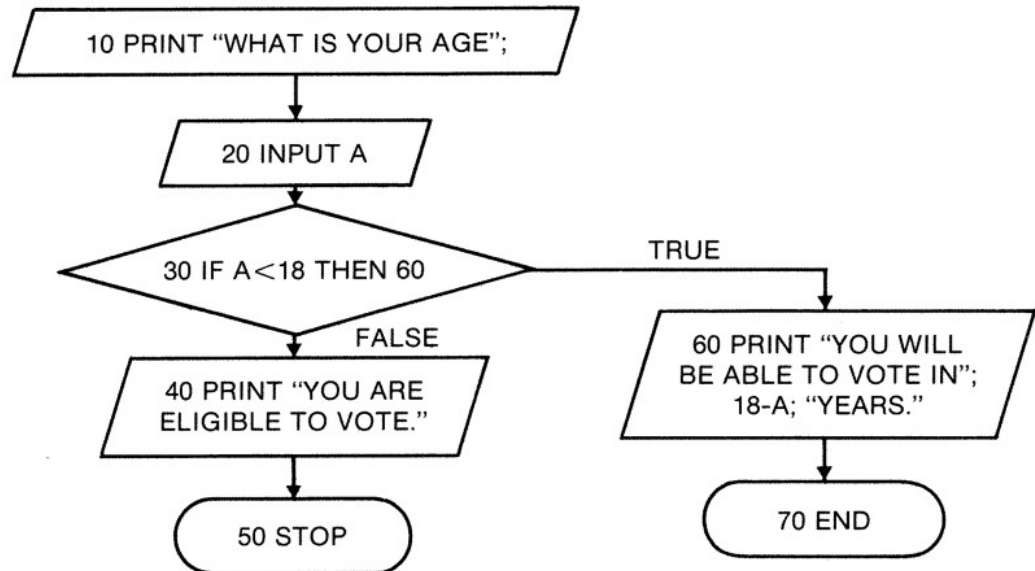 10 PRINT “WHAT IS YOUR AGE”;
20 INPUT A
30 IF A<18 THEN 60
TRUE
FALSE
40 PRINT “YOU ARE
ELIGIBLE TO VOTE.”
50 STOP
60 PRINT “YOU WILL
BE ABLE TO VOTE IN”;
18-A; “YEARS.”
70 END